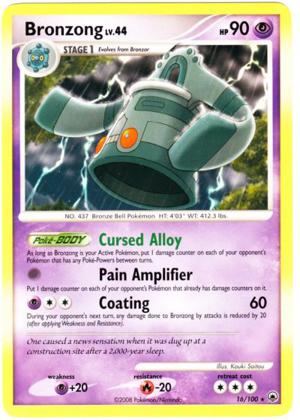 Bronzong LV.44
HP 90
STAGE 1 Evolves from Bronzor
NO. 437 Bronze Bell Pokémon HT: 4'03" WT: 412.3 lbs.
Poké-BODY Cursed Alloy
As long as Bronzong is your Active Pokémon, put 1 damage counter on each of your opponent's
Pokémon that has any Poké-Powers between turns.
Pain Amplifier
Put 1 damage counter on each of your opponent's Pokémon that already has damage counters on it.
Coating 60
During your opponent's next turn, any damage done to Bronzong by attacks is reduced by 20
(after applying Weakness and Resistance).
One caused a news sensation when it was dug up at a
construction site after a 2,000-year sleep.
Illus. Kouki Saitou
weakness resistance retreat cost
+20 -20
©2008 Pokémon/Nintendo 16/100 ★